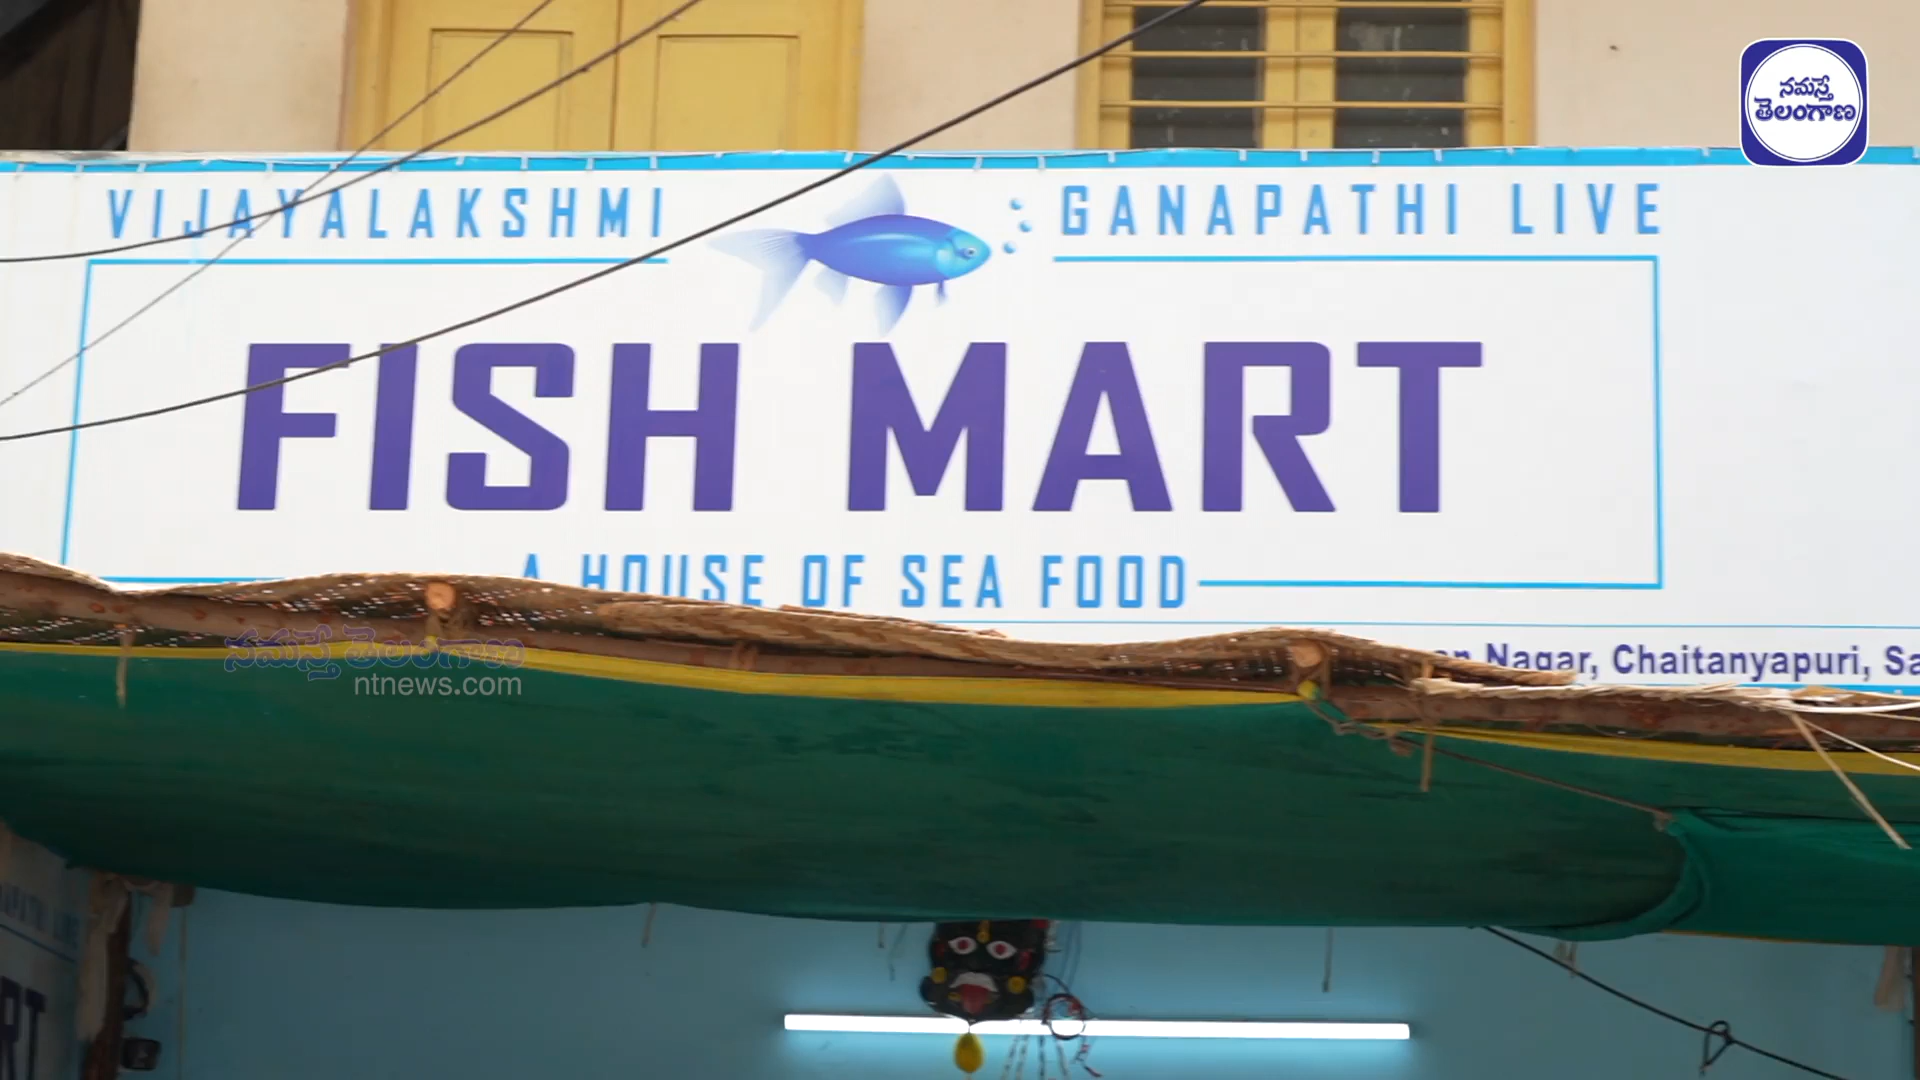 నమస్తే
తెలంగాణ
VIJAYALAKSHMI GANAPATHI LIVE
FISH MART
A HOUSE OF SEA FOOD
Nagar, Chaitanyapuri,
నమస్తే తెలంగాణ
ntnews.com